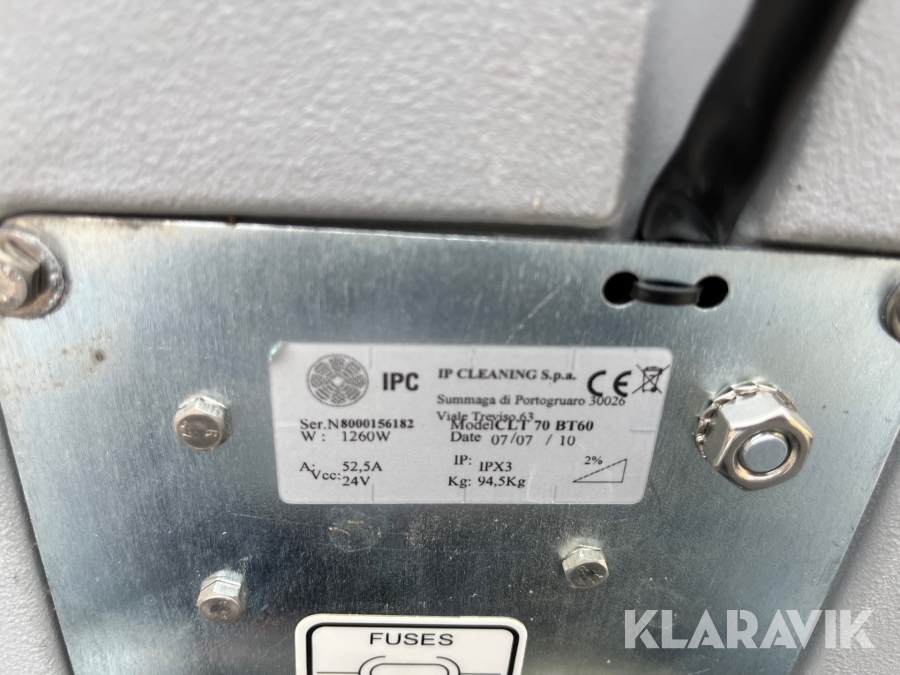 IPC
IP CLEANING S.p.a.
Summaga di Portogruaro 30026
Viale Treviso 63
Ser.N8000156182 ModelCLT 70 BT60
W: 1260W Date 07/07 / 10
A: 52,5A IP: IPX3 2%
Vcc: 24V Kg: 94,5Kg
CE
FUSES
KLARAVIK